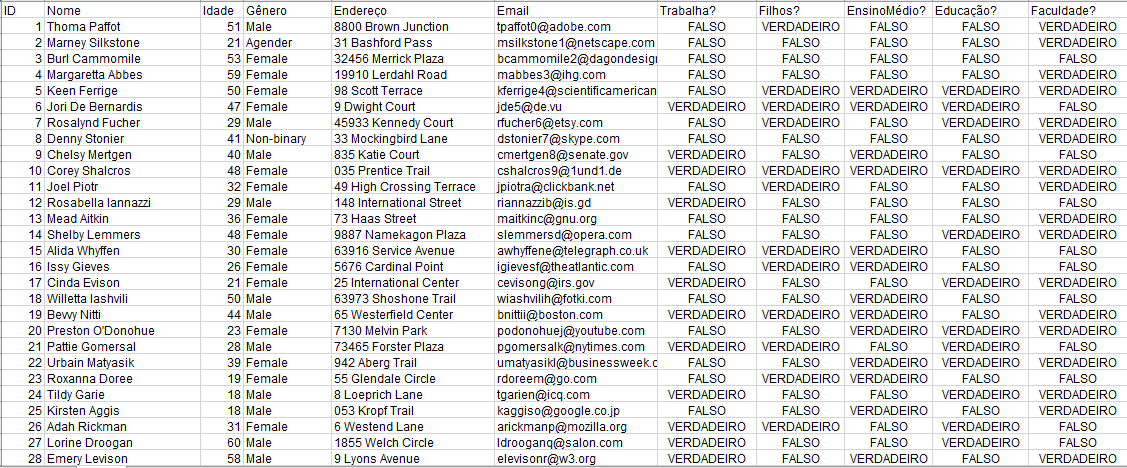 ID Nome Idade Gênero Endereço Email Trabalha? Filhos? EnsinoMédio? Educação? Faculdade?
1 Thoma Paffot 51 Male 8800 Brown Junction tpaffot0@adobe.com FALSO VERDADEIRO FALSO FALSO VERDADEIRO
2 Marney Silkstone 21 Agender 31 Bashford Pass msilkstone1@netscape.com FALSO FALSO FALSO FALSO VERDADEIRO
3 Burl Cammomile 53 Female 32456 Merrick Plaza bcammomile2@dagondesign FALSO FALSO FALSO FALSO FALSO
4 Margaretta Abbes 59 Female 19910 Lerdahl Road mabbes3@ihg.com FALSO FALSO FALSO FALSO VERDADEIRO
5 Keen Ferrige 50 Female 98 Scott Terrace kferrige4@scientificamerican FALSO VERDADEIRO VERDADEIRO VERDADEIRO VERDADEIRO
6 Jori De Bernardis 47 Female 9 Dwight Court jde5@de.vu VERDADEIRO VERDADEIRO VERDADEIRO VERDADEIRO FALSO
7 Rosalynd Fucher 29 Male 45933 Kennedy Court rfucher6@etsy.com FALSO VERDADEIRO FALSO VERDADEIRO VERDADEIRO
8 Denny Stonier 41 Non-binary 33 Mockingbird Lane dstonier7@skype.com FALSO FALSO FALSO FALSO VERDADEIRO
9 Chelsy Mertgen 40 Male 835 Katie Court cmertgen8@senate.gov VERDADEIRO FALSO VERDADEIRO FALSO FALSO
10 Corey Shalcros 48 Female 035 Prentice Trail cshalcros9@1und1.de VERDADEIRO VERDADEIRO FALSO VERDADEIRO VERDADEIRO
11 Joel Piotr 32 Female 49 High Crossing Terrace jpiotra@clickbank.net FALSO VERDADEIRO FALSO FALSO VERDADEIRO
12 Rosabella Iannazzi 29 Male 148 International Street riannazzib@is.gd VERDADEIRO FALSO FALSO FALSO FALSO
13 Mead Aitkin 36 Female 73 Haas Street maitkinc@gnu.org FALSO FALSO FALSO FALSO VERDADEIRO
14 Shelby Lemmers 48 Female 9887 Namekagon Plaza slemmersd@opera.com FALSO FALSO FALSO VERDADEIRO VERDADEIRO
15 Alida Whyffen 30 Female 63916 Service Avenue awhyffene@telegraph.co.uk VERDADEIRO VERDADEIRO VERDADEIRO FALSO FALSO
16 Issy Gieves 26 Female 5676 Cardinal Point igievesf@theatlantic.com FALSO VERDADEIRO VERDADEIRO FALSO FALSO
17 Cinda Evison 21 Female 25 International Center cevisong@irs.gov VERDADEIRO FALSO FALSO VERDADEIRO FALSO
18 Willetta Iashvili 50 Male 63973 Shoshone Trail wiashvilih@fotki.com FALSO FALSO VERDADEIRO FALSO FALSO
19 Bevvy Nitti 44 Male 65 Westerfield Center bnittii@boston.com VERDADEIRO VERDADEIRO VERDADEIRO FALSO VERDADEIRO
20 Preston O'Donohue 23 Female 7130 Melvin Park podonohuej@youtube.com FALSO FALSO VERDADEIRO VERDADEIRO VERDADEIRO
21 Pattie Gomersal 28 Male 73465 Forster Plaza pgomersalk@nytimes.com VERDADEIRO VERDADEIRO FALSO VERDADEIRO VERDADEIRO
22 Urbain Matyasik 39 Female 942 Aberg Trail umatyasikl@businessweek.c FALSO FALSO VERDADEIRO VERDADEIRO VERDADEIRO
23 Roxanna Doree 19 Female 55 Glendale Circle rdoreem@go.com FALSO VERDADEIRO VERDADEIRO FALSO FALSO
24 Tildy Garie 18 Male 8 Loeprich Lane tgarien@icq.com VERDADEIRO VERDADEIRO FALSO FALSO VERDADEIRO
25 Kirsten Aggis 18 Male 053 Kropf Trail kaggiso@google.co.jp FALSO FALSO VERDADEIRO FALSO VERDADEIRO
26 Adah Rickman 31 Female 6 Westend Lane arickmanp@mozilla.org VERDADEIRO VERDADEIRO FALSO VERDADEIRO FALSO
27 Lorine Droogan 60 Male 1855 Welch Circle ldrooganq@salon.com VERDADEIRO FALSO FALSO VERDADEIRO FALSO
28 Emery Levison 58 Male 9 Lyons Avenue elevisonr@w3.org VERDADEIRO FALSO VERDADEIRO FALSO VERDADEIRO